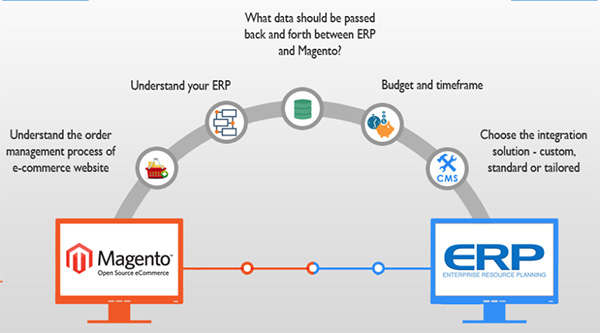 What data should be passed
back and forth between ERP
and Magento?
Understand your ERP
Budget and timeframe
Understand the order
management process of
e-commerce website
Choose the integration
solution - custom,
standard or tailored
CMS
Magento™
Open Source eCommerce
ERP
ENTERPRISE RESOURCE PLANNING